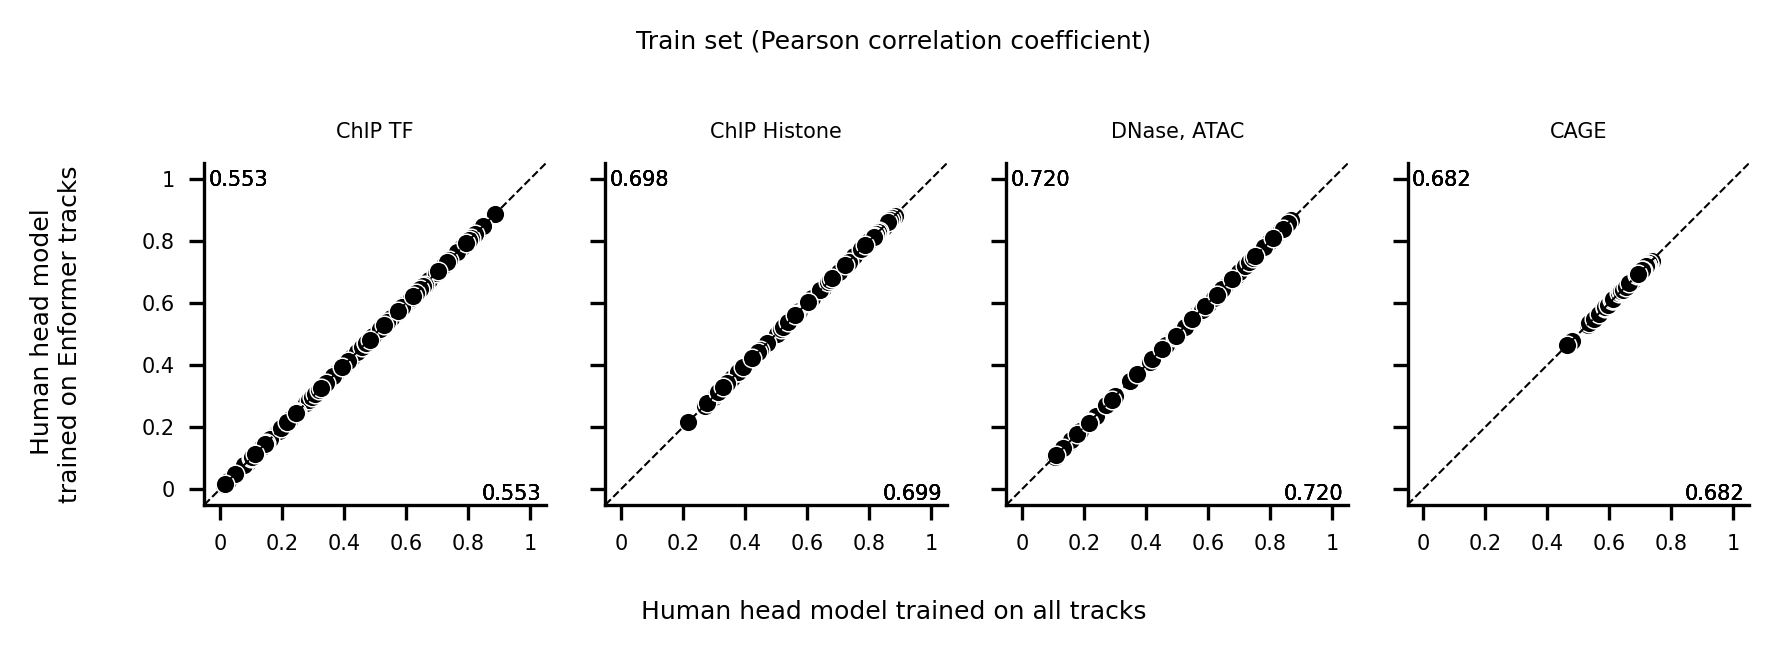 Train set (Pearson correlation coefficient)
ChIP TF
ChIP Histone
DNase, ATAC
CAGE
Human head model
trained on Enformer tracks
1
0.8
0.6
0.4
0.2
0
0.553
0.553
0 0.2 0.4 0.6 0.8 1
0.698
0.699
0 0.2 0.4 0.6 0.8 1
0.720
0.720
0 0.2 0.4 0.6 0.8 1
0.682
0.682
0 0.2 0.4 0.6 0.8 1
Human head model trained on all tracks